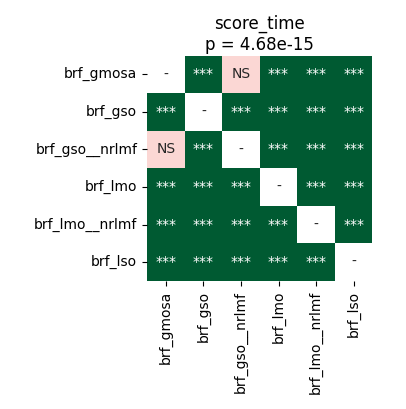 score_time
p = 4.68e-15
brf_gmosa - *** NS *** *** ***
brf_gso *** - *** *** *** ***
brf_gso__nrlmf NS *** - *** *** ***
brf_lmo *** *** *** - *** ***
brf_lmo__nrlmf *** *** *** *** - ***
brf_lso *** *** *** *** *** -
brf_gmosa
brf_gso
brf_gso__nrlmf
brf_lmo
brf_lmo__nrlmf
brf_lso